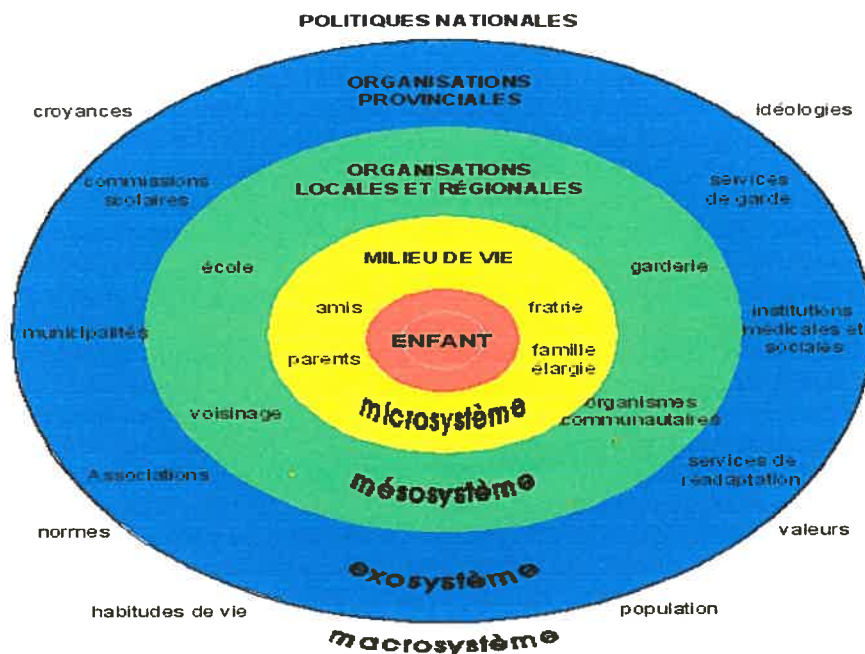 POLITIQUES NATIONALES
ORGANISATIONS
PROVINCIALES
croyances
idéologies
commissions
scolaires
ORGANISATIONS
LOCALES ET RÉGIONALES
services
de garde
école
MILIEU DE VIE
garderie
amis
fratrie
municipalités
ENFANT
institutions
médicales et
sociales
parents
famille
élargie
voisinage
microsystème
organismes
communautaires
Associations
mésosystème
services de
réadaptation
normes
valeurs
exosystème
habitudes de vie
population
macrosystème